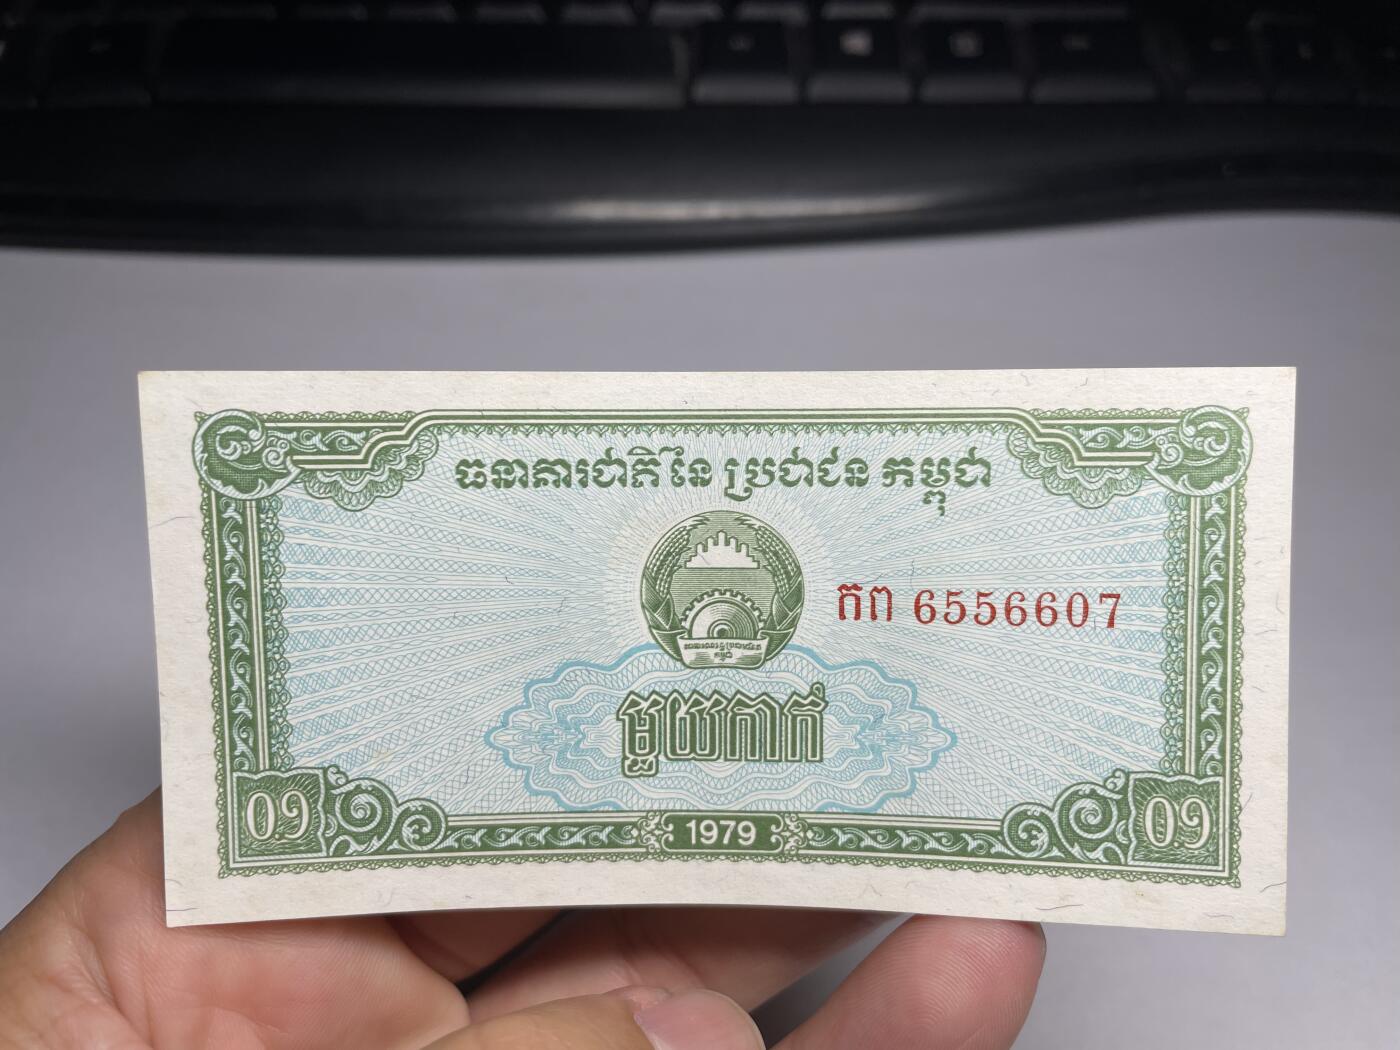 ធនាគារជាតិ នៃ ប្រជាជន កម្ពុជា
កព 6556607
មួយកាក់
០១ 1979 ០១